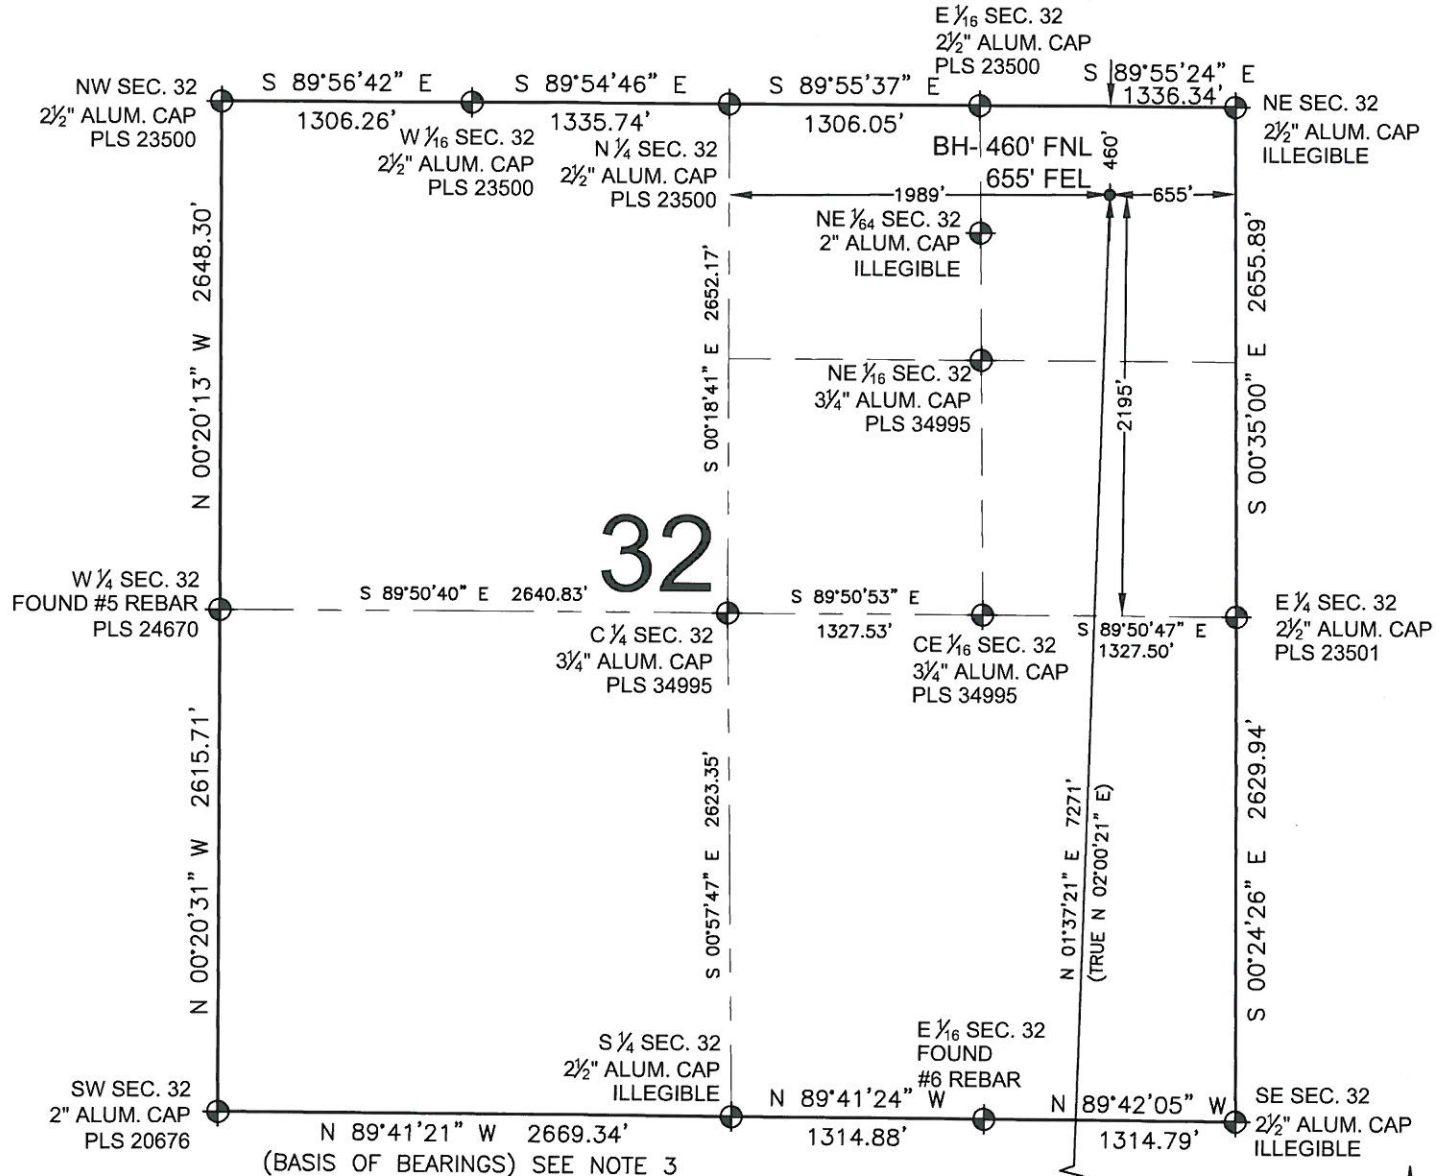 E 1/16 SEC. 32
2½" ALUM. CAP
PLS 23500
NW SEC. 32
2½" ALUM. CAP
PLS 23500
S 89°56'42" E
1306.26'
S 89°54'46" E
1335.74'
S 89°55'37" E
1306.05'
S 89°55'24" E
1336.34'
NE SEC. 32
2½" ALUM. CAP
ILLEGIBLE
W 1/16 SEC. 32
2½" ALUM. CAP
PLS 23500
N ¼ SEC. 32
2½" ALUM. CAP
PLS 23500
BH- 460' FNL
655' FEL
460'
1989'
655'
NE 1/64 SEC. 32
2" ALUM. CAP
ILLEGIBLE
N 00°20'13" W 2648.30'
S 00°18'41" E 2652.17'
S 00°35'00" E 2655.89'
NE 1/16 SEC. 32
3¼" ALUM. CAP
PLS 34995
2195'
32
W ¼ SEC. 32
FOUND #5 REBAR
PLS 24670
S 89°50'40" E 2640.83'
S 89°50'53" E
1327.53'
S 89°50'47" E
1327.50'
E ¼ SEC. 32
2½" ALUM. CAP
PLS 23501
C ¼ SEC. 32
3¼" ALUM. CAP
PLS 34995
CE 1/16 SEC. 32
3¼" ALUM. CAP
PLS 34995
N 00°20'31" W 2615.71'
S 00°57'47" E 2623.35'
N 01°37'21" E 7271'
(TRUE N 02°00'21" E)
S 00°24'26" E 2629.94'
SW SEC. 32
2" ALUM. CAP
PLS 20676
S ¼ SEC. 32
2½" ALUM. CAP
ILLEGIBLE
E 1/16 SEC. 32
FOUND
#6 REBAR
SE SEC. 32
2½" ALUM. CAP
ILLEGIBLE
N 89°41'21" W 2669.34'
(BASIS OF BEARINGS) SEE NOTE 3
N 89°41'24" W
1314.88'
N 89°42'05" W
1314.79'